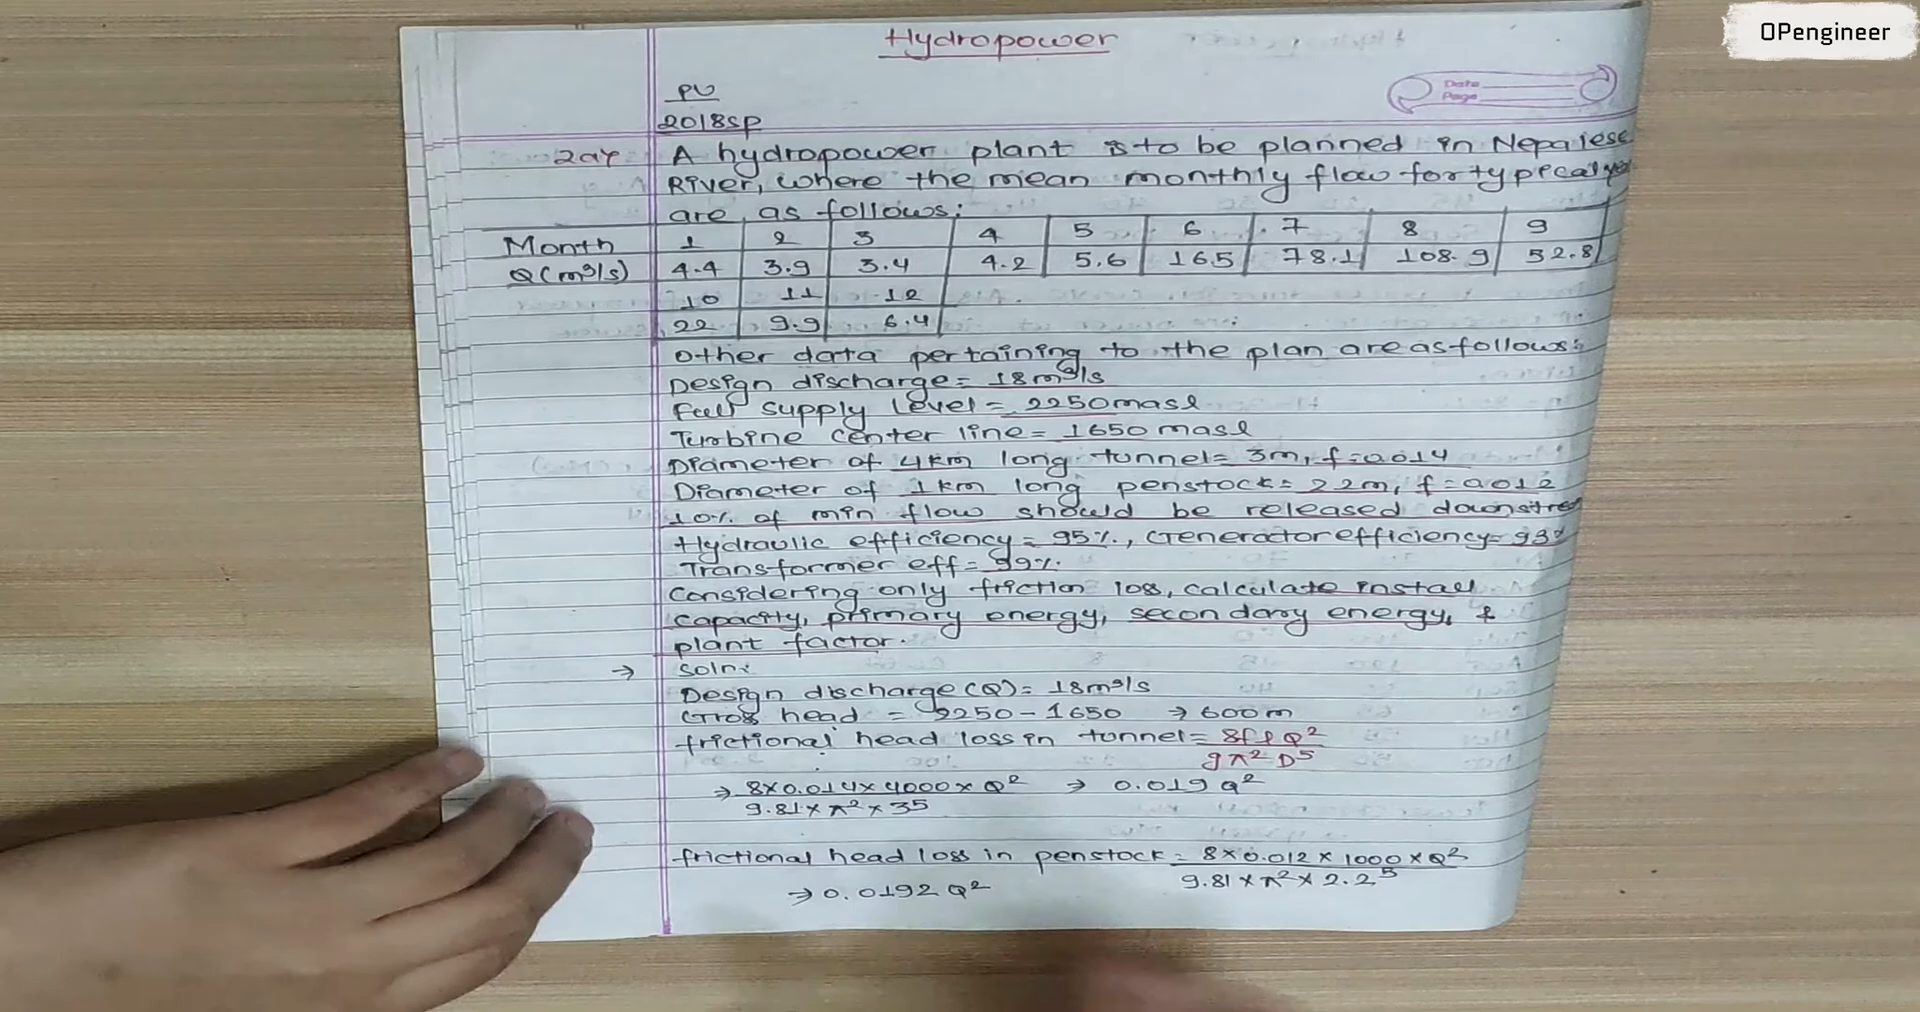 OPengineer
Hydropower
Date
Page
PU
2018sp
2a)
A hydropower plant is to be planned in Nepalese
River, where the mean monthly flow for typical year
are as follows:
Month 1 2 3 4 5 6 7 8 9
Q(m³/s) 4.4 3.9 3.4 4.2 5.6 16.5 78.1 108.9 52.8
10 11 12
22 9.9 6.4
other data pertaining to the plan are as follows:
Design discharge = 18m³/s
Full supply level = 2250masl
Turbine center line = 1650masl
Diameter of 4km long tunnel = 3m, f=0.014
Diameter of 1km long penstock = 2.2m, f=0.012
10% of min flow should be released downstrea
Hydraulic efficiency = 95%, Generator efficiency = 93%
Transformer eff = 99%.
Considering only friction loss, calculate install
capacity, primary energy, secondary energy, &
plant factor.
→ Soln:
Design discharge (Q) = 18m³/s
Gross head = 2250 - 1650 → 600m
frictional head loss in tunnel = 8flQ²
gπ²D⁵
⇒ 8×0.014×4000×Q² ⇒ 0.019Q²
9.81×π²×3⁵
frictional head loss in penstock = 8×0.012×1000×Q²
9.81×π²×2.2⁵
⇒ 0.0192Q²